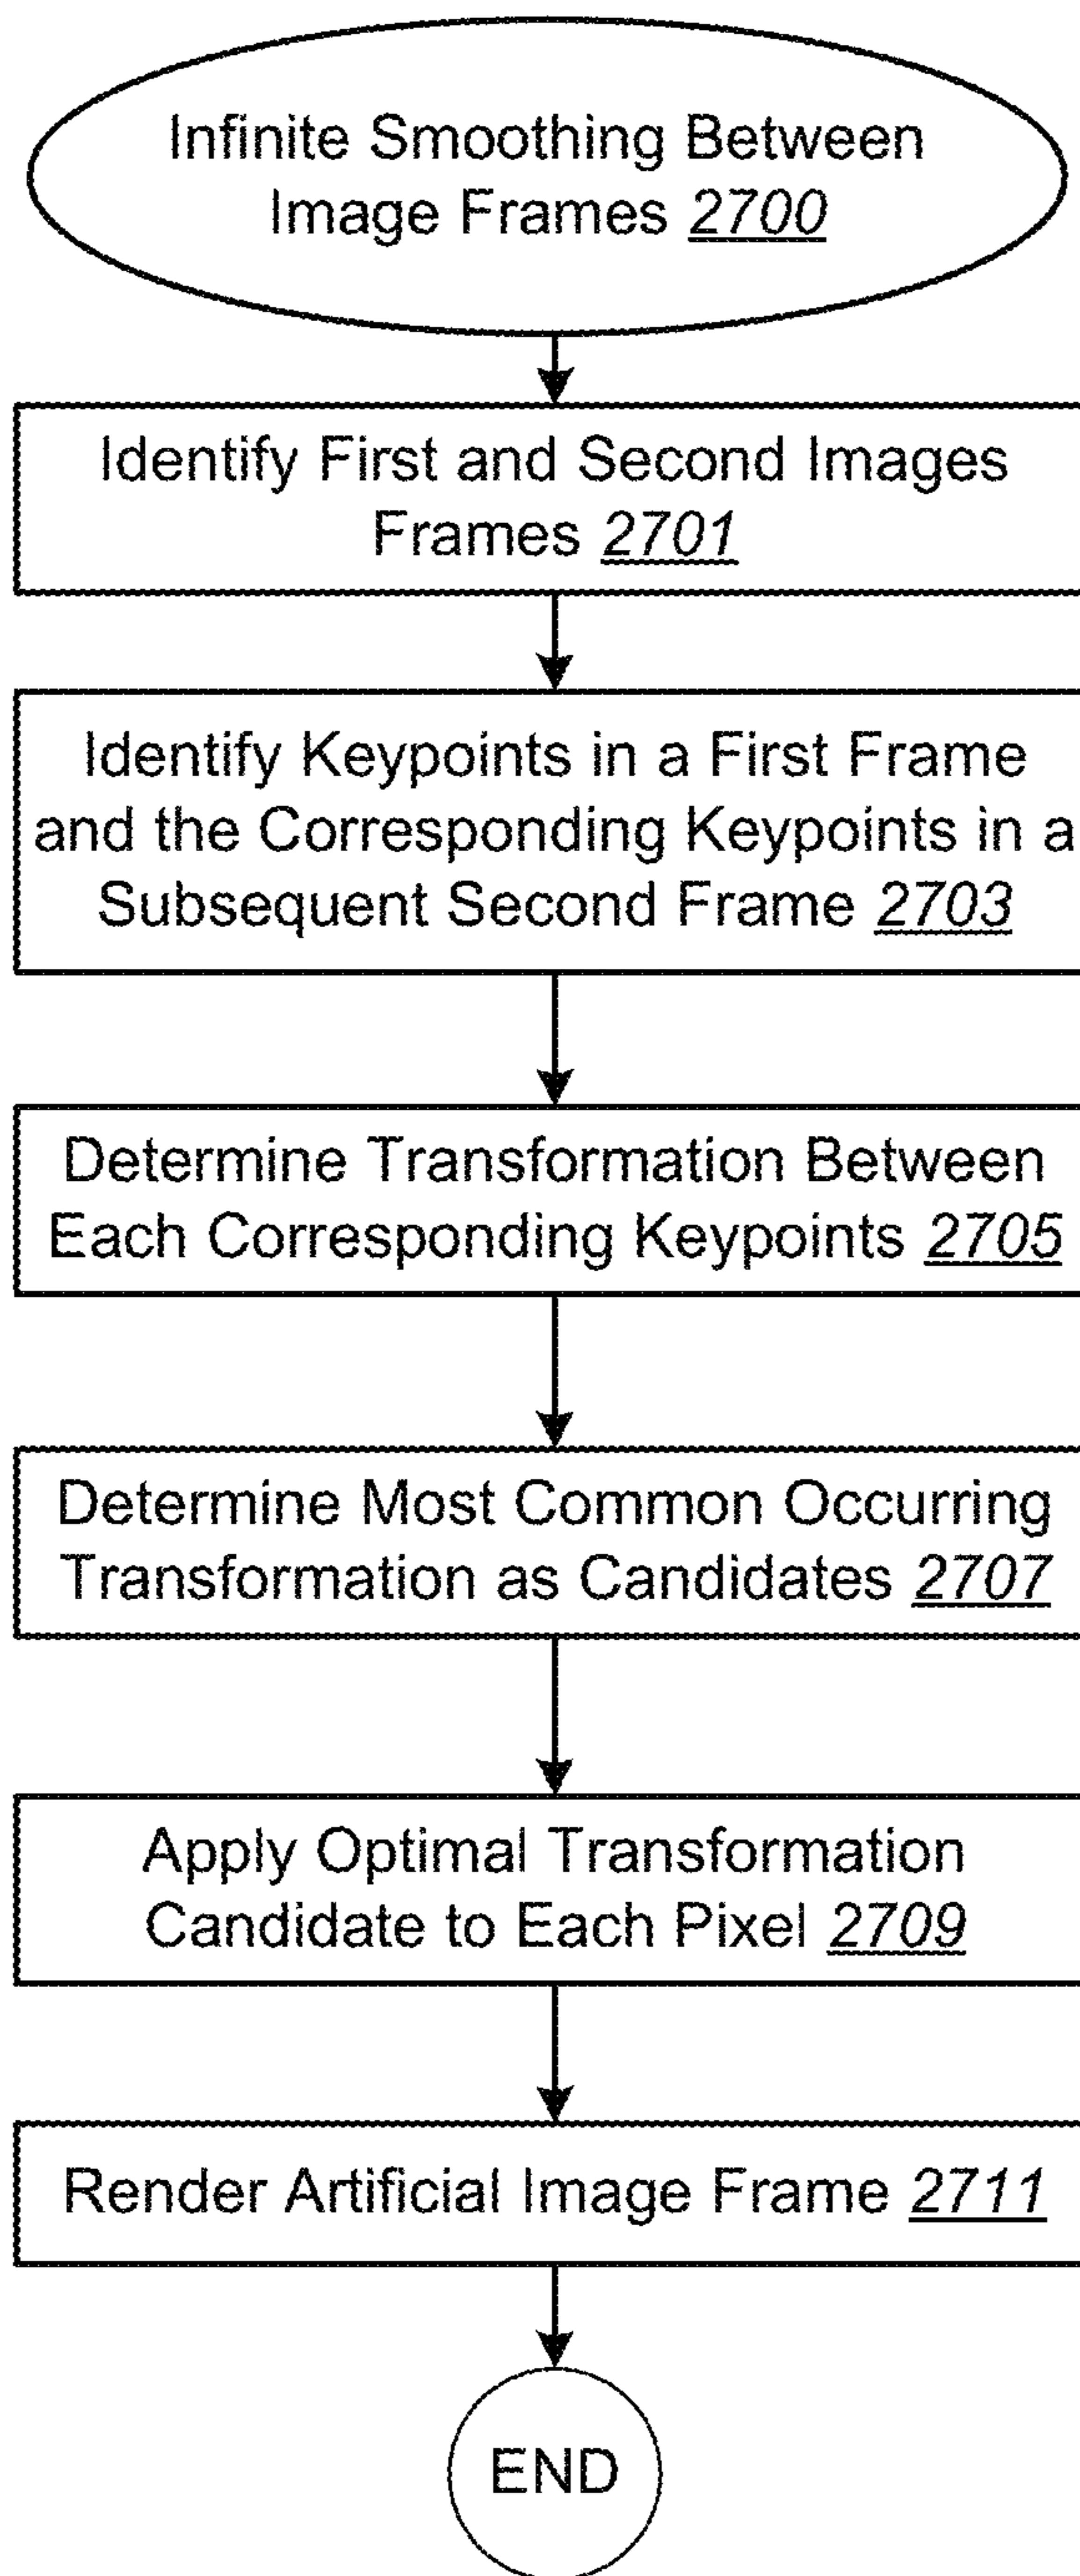 Infinite Smoothing Between
Image Frames 2700
Identify First and Second Images
Frames 2701
Identify Keypoints in a First Frame
and the Corresponding Keypoints in a
Subsequent Second Frame 2703
Determine Transformation Between
Each Corresponding Keypoints 2705
Determine Most Common Occurring
Transformation as Candidates 2707
Apply Optimal Transformation
Candidate to Each Pixel 2709
Render Artificial Image Frame 2711
END